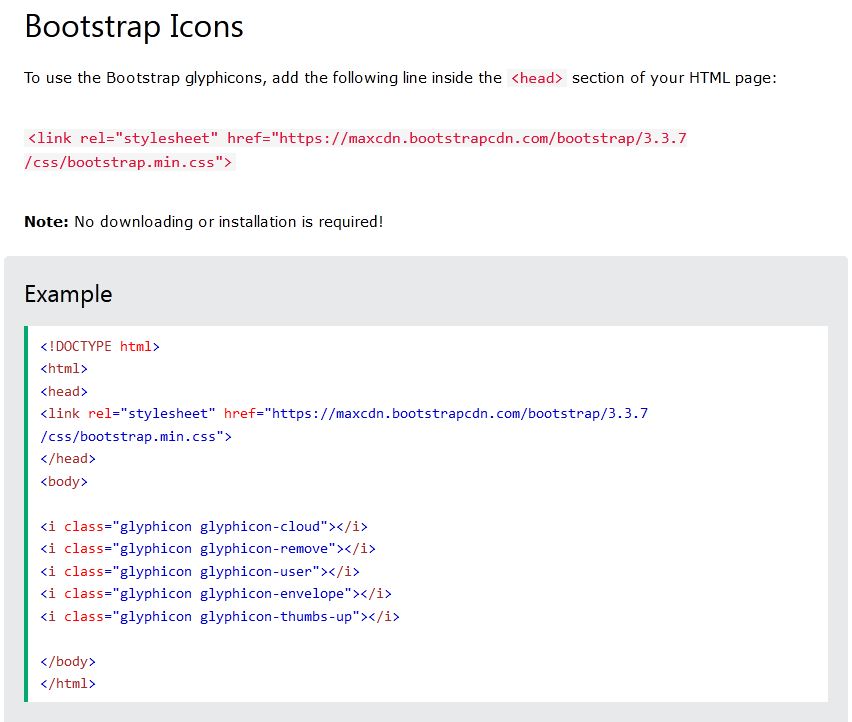 Bootstrap Icons
To use the Bootstrap glyphicons, add the following line inside the <head> section of your HTML page:
<link rel="stylesheet" href="https://maxcdn.bootstrapcdn.com/bootstrap/3.3.7
/css/bootstrap.min.css">
Note: No downloading or installation is required!
Example
<!DOCTYPE html>
<html>
<head>
<link rel="stylesheet" href="https://maxcdn.bootstrapcdn.com/bootstrap/3.3.7
/css/bootstrap.min.css">
</head>
<body>
<i class="glyphicon glyphicon-cloud"></i>
<i class="glyphicon glyphicon-remove"></i>
<i class="glyphicon glyphicon-user"></i>
<i class="glyphicon glyphicon-envelope"></i>
<i class="glyphicon glyphicon-thumbs-up"></i>
</body>
</html>